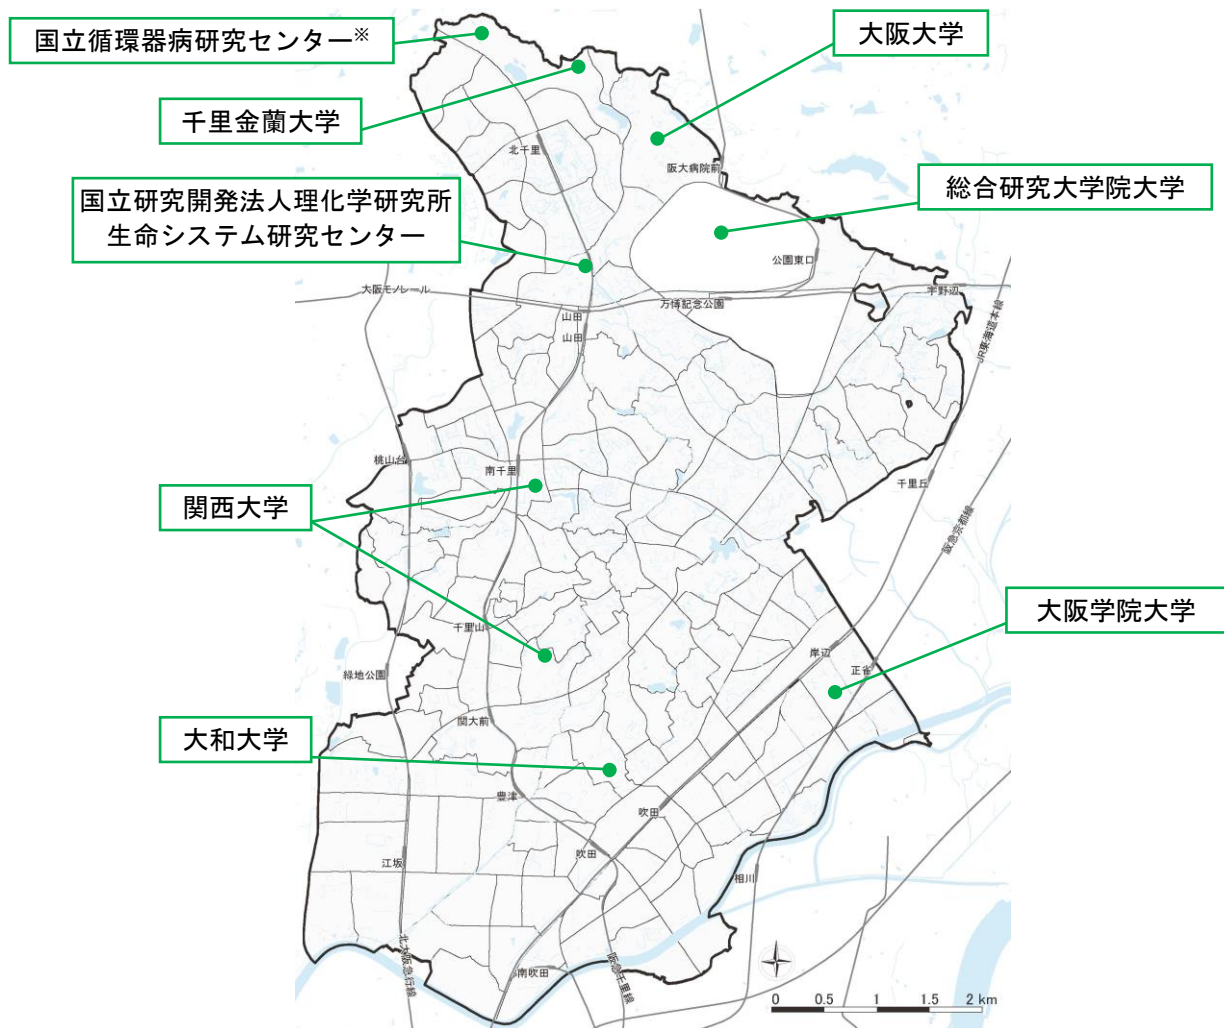 国立循環器病研究センター※
大阪大学
千里金蘭大学
北千里
阪大病院前
国立研究開発法人理化学研究所
生命システム研究センター
総合研究大学院大学
公園東口
大阪モノレール
万博記念公園
宇野辺
山田
山田
JR東海道本線
桃山台
南千里
千里丘
関西大学
阪急京都線
大阪学院大学
千里山
岸辺
正雀
緑地公園
関大前
大和大学
豊津
吹田
吹田
江坂
相川
北大阪急行線
阪急千里線
南吹田
0 0.5 1 1.5 2 km